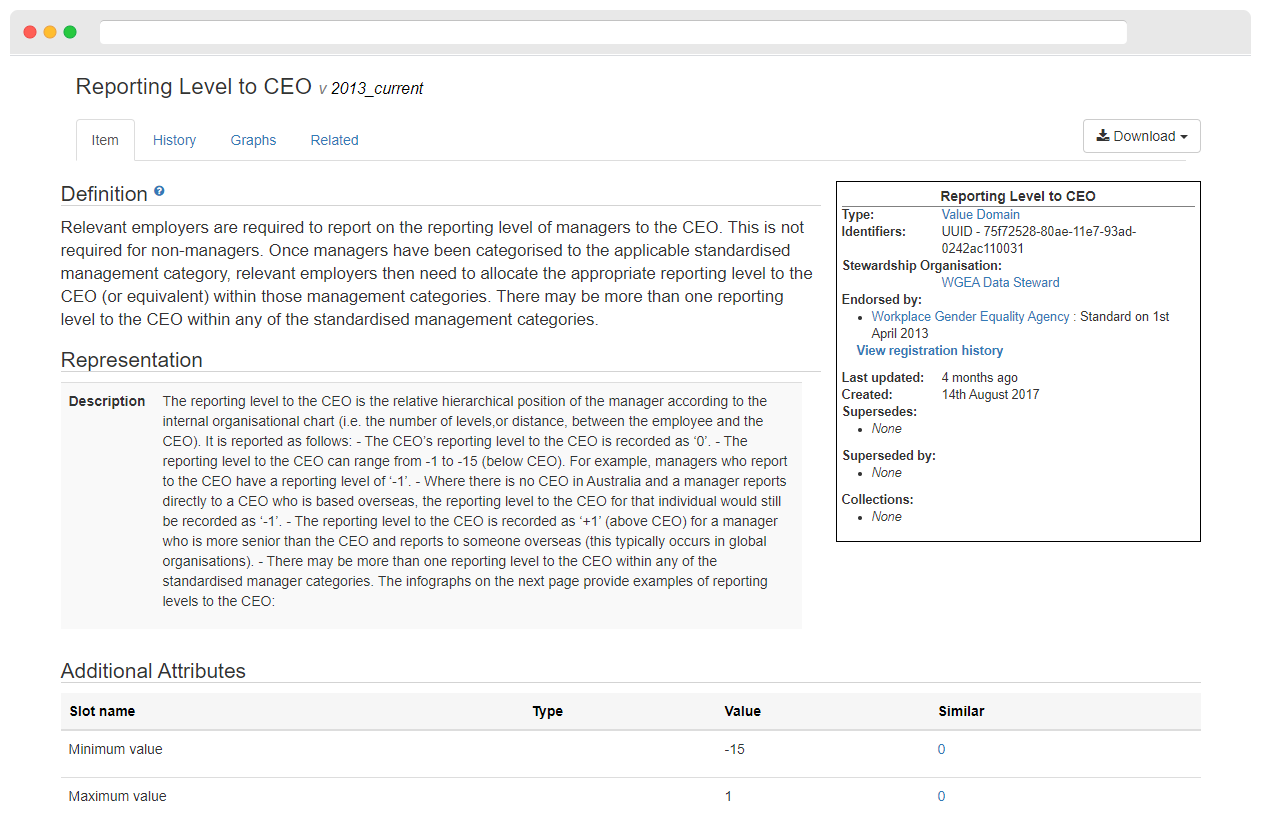 Reporting Level to CEO v 2013_current
Item History Graphs Related
Download
Definition
Relevant employers are required to report on the reporting level of managers to the CEO. This is not
required for non-managers. Once managers have been categorised to the applicable standardised
management category, relevant employers then need to allocate the appropriate reporting level to the
CEO (or equivalent) within those management categories. There may be more than one reporting
level to the CEO within any of the standardised management categories.
Representation
Description The reporting level to the CEO is the relative hierarchical position of the manager according to the
internal organisational chart (i.e. the number of levels,or distance, between the employee and the
CEO). It is reported as follows: - The CEO’s reporting level to the CEO is recorded as ‘0’. - The
reporting level to the CEO can range from -1 to -15 (below CEO). For example, managers who report
to the CEO have a reporting level of ‘-1’. - Where there is no CEO in Australia and a manager reports
directly to a CEO who is based overseas, the reporting level to the CEO for that individual would still
be recorded as ‘-1’. - The reporting level to the CEO is recorded as ‘+1’ (above CEO) for a manager
who is more senior than the CEO and reports to someone overseas (this typically occurs in global
organisations). - There may be more than one reporting level to the CEO within any of the
standardised manager categories. The infographs on the next page provide examples of reporting
levels to the CEO:
Reporting Level to CEO
Type: Value Domain
Identifiers: UUID - 75f72528-80ae-11e7-93ad-
0242ac110031
Stewardship Organisation:
WGEA Data Steward
Endorsed by:
• Workplace Gender Equality Agency : Standard on 1st
April 2013
View registration history
Last updated: 4 months ago
Created: 14th August 2017
Supersedes:
• None
Superseded by:
• None
Collections:
• None
Additional Attributes
Slot name Type Value Similar
Minimum value -15 0
Maximum value 1 0